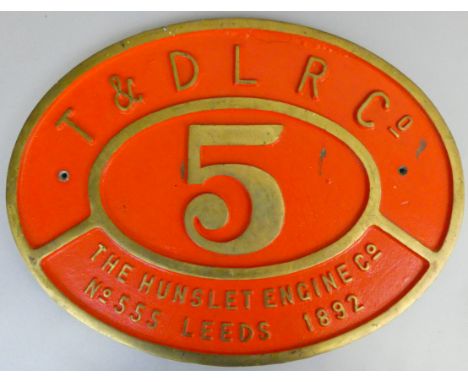 T & D L R Cº
5
THE HUNSLET ENGINE Cº
Nº 555 LEEDS 1892